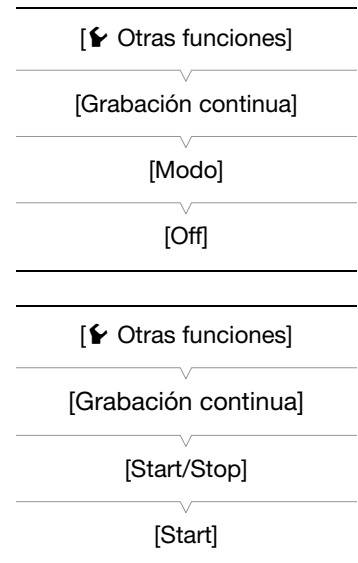 [ Otras funciones]
[Grabación continua]
[Modo]
[Off]
[ Otras funciones]
[Grabación continua]
[Start/Stop]
[Start]